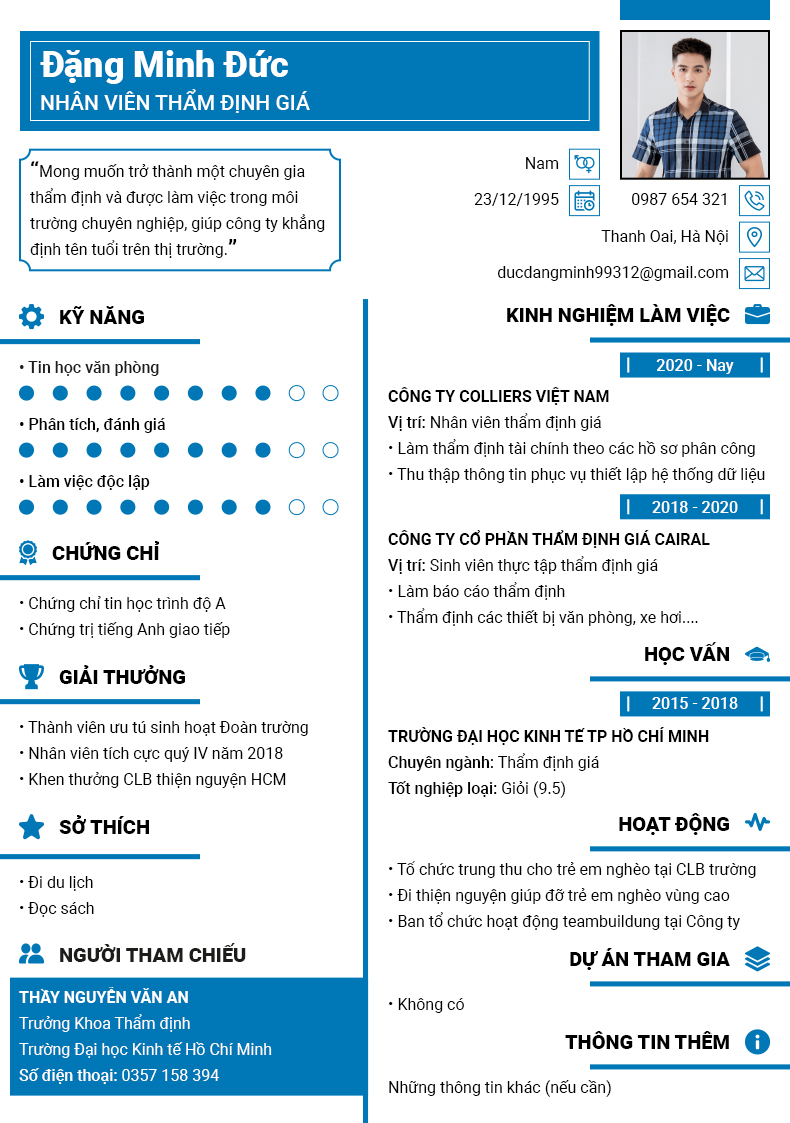 Đặng Minh Đức
NHÂN VIÊN THẨM ĐỊNH GIÁ
“Mong muốn trở thành một chuyên gia
thẩm định và được làm việc trong môi
trường chuyên nghiệp, giúp công ty khẳng
định tên tuổi trên thị trường.”
Nam
23/12/1995
0987 654 321
Thanh Oai, Hà Nội
ducdangminh99312@gmail.com
KỸ NĂNG
• Tin học văn phòng
• Phân tích, đánh giá
• Làm việc độc lập
CHỨNG CHỈ
• Chứng chỉ tin học trình độ A
• Chứng trị tiếng Anh giao tiếp
GIẢI THƯỞNG
• Thành viên ưu tú sinh hoạt Đoàn trường
• Nhân viên tích cực quý IV năm 2018
• Khen thưởng CLB thiện nguyện HCM
SỞ THÍCH
• Đi du lịch
• Đọc sách
NGƯỜI THAM CHIẾU
THẦY NGUYỄN VĂN AN
Trưởng Khoa Thẩm định
Trường Đại học Kinh tế Hồ Chí Minh
Số điện thoại: 0357 158 394
KINH NGHIỆM LÀM VIỆC
2020 - Nay
CÔNG TY COLLIERS VIỆT NAM
Vị trí: Nhân viên thẩm định giá
• Làm thẩm định tài chính theo các hồ sơ phân công
• Thu thập thông tin phục vụ thiết lập hệ thống dữ liệu
2018 - 2020
CÔNG TY CỔ PHẦN THẨM ĐỊNH GIÁ CAIRAL
Vị trí: Sinh viên thực tập thẩm định giá
• Làm báo cáo thẩm định
• Thẩm định các thiết bị văn phòng, xe hơi....
HỌC VẤN
2015 - 2018
TRƯỜNG ĐẠI HỌC KINH TẾ TP HỒ CHÍ MINH
Chuyên ngành: Thẩm định giá
Tốt nghiệp loại: Giỏi (9.5)
HOẠT ĐỘNG
• Tổ chức trung thu cho trẻ em nghèo tại CLB trường
• Đi thiện nguyện giúp đỡ trẻ em nghèo vùng cao
• Ban tổ chức hoạt động teambuildung tại Công ty
DỰ ÁN THAM GIA
• Không có
THÔNG TIN THÊM
Những thông tin khác (nếu cần)